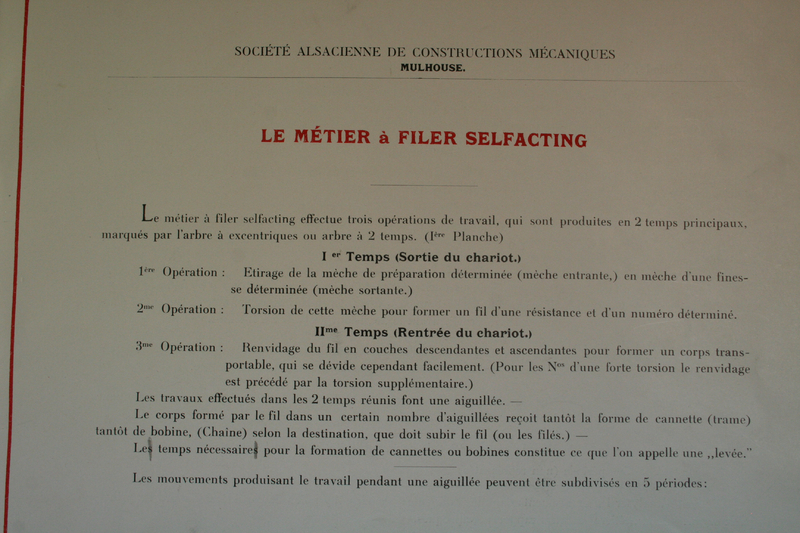 SOCIÉTÉ ALSACIENNE DE CONSTRUCTIONS MÉCANIQUES
MULHOUSE.
LE MÉTIER à FILER SELFACTING
Le métier à filer selfacting effectue trois opérations de travail, qui sont produites en 2 temps principaux,
marqués par l'arbre à excentriques ou arbre à 2 temps. (Ière Planche)
I er Temps (Sortie du chariot.)
1ère Opération : Etirage de la mêche de préparation déterminée (mèche entrante,) en mèche d'une fines-
se déterminée (mèche sortante.)
2me Opération : Torsion de cette mèche pour former un fil d'une résistance et d'un numéro déterminé.
IIme Temps (Rentrée du chariot.)
3me Opération : Renvidage du fil en couches descendantes et ascendantes pour former un corps trans-
portable, qui se dévide cependant facilement. (Pour les Nos d'une forte torsion le renvidage
est précédé par la torsion supplémentaire.)
Les travaux effectués dans les 2 temps réunis font une aiguillée. —
Le corps formé par le fil dans un certain nombre d'aiguillées reçoit tantôt la forme de cannette (trame)
tantôt de bobine, (Chaine) selon la destination, que doit subir le fil (ou les filés.) —
Les temps nécessaires pour la formation de cannettes ou bobines constitue ce que l'on appelle une „levée."
Les mouvements produisant le travail pendant une aiguillée peuvent être subdivisés en 5 périodes: